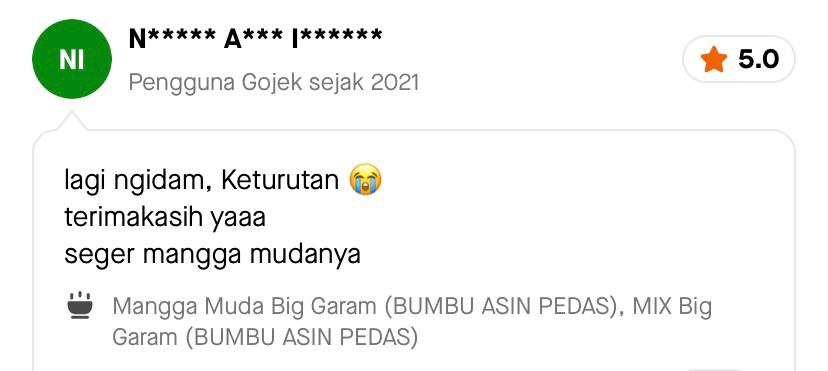 NI
N***** A*** I******
Pengguna Gojek sejak 2021
5.0
lagi ngidam, Keturutan 😭
terimakasih yaaa
seger mangga mudanya
Mangga Muda Big Garam (BUMBU ASIN PEDAS), MIX Big
Garam (BUMBU ASIN PEDAS)